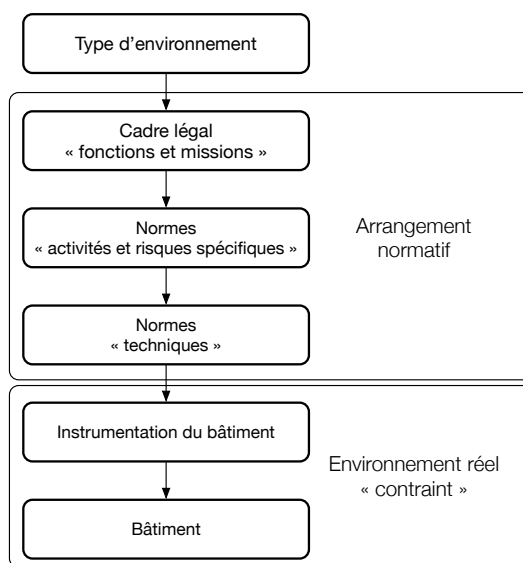 Type d’environnement
Cadre légal
« fonctions et missions »
Normes
« activités et risques spécifiques »
Arrangement
normatif
Normes
« techniques »
Instrumentation du bâtiment
Environnement réel
« contraint »
Bâtiment